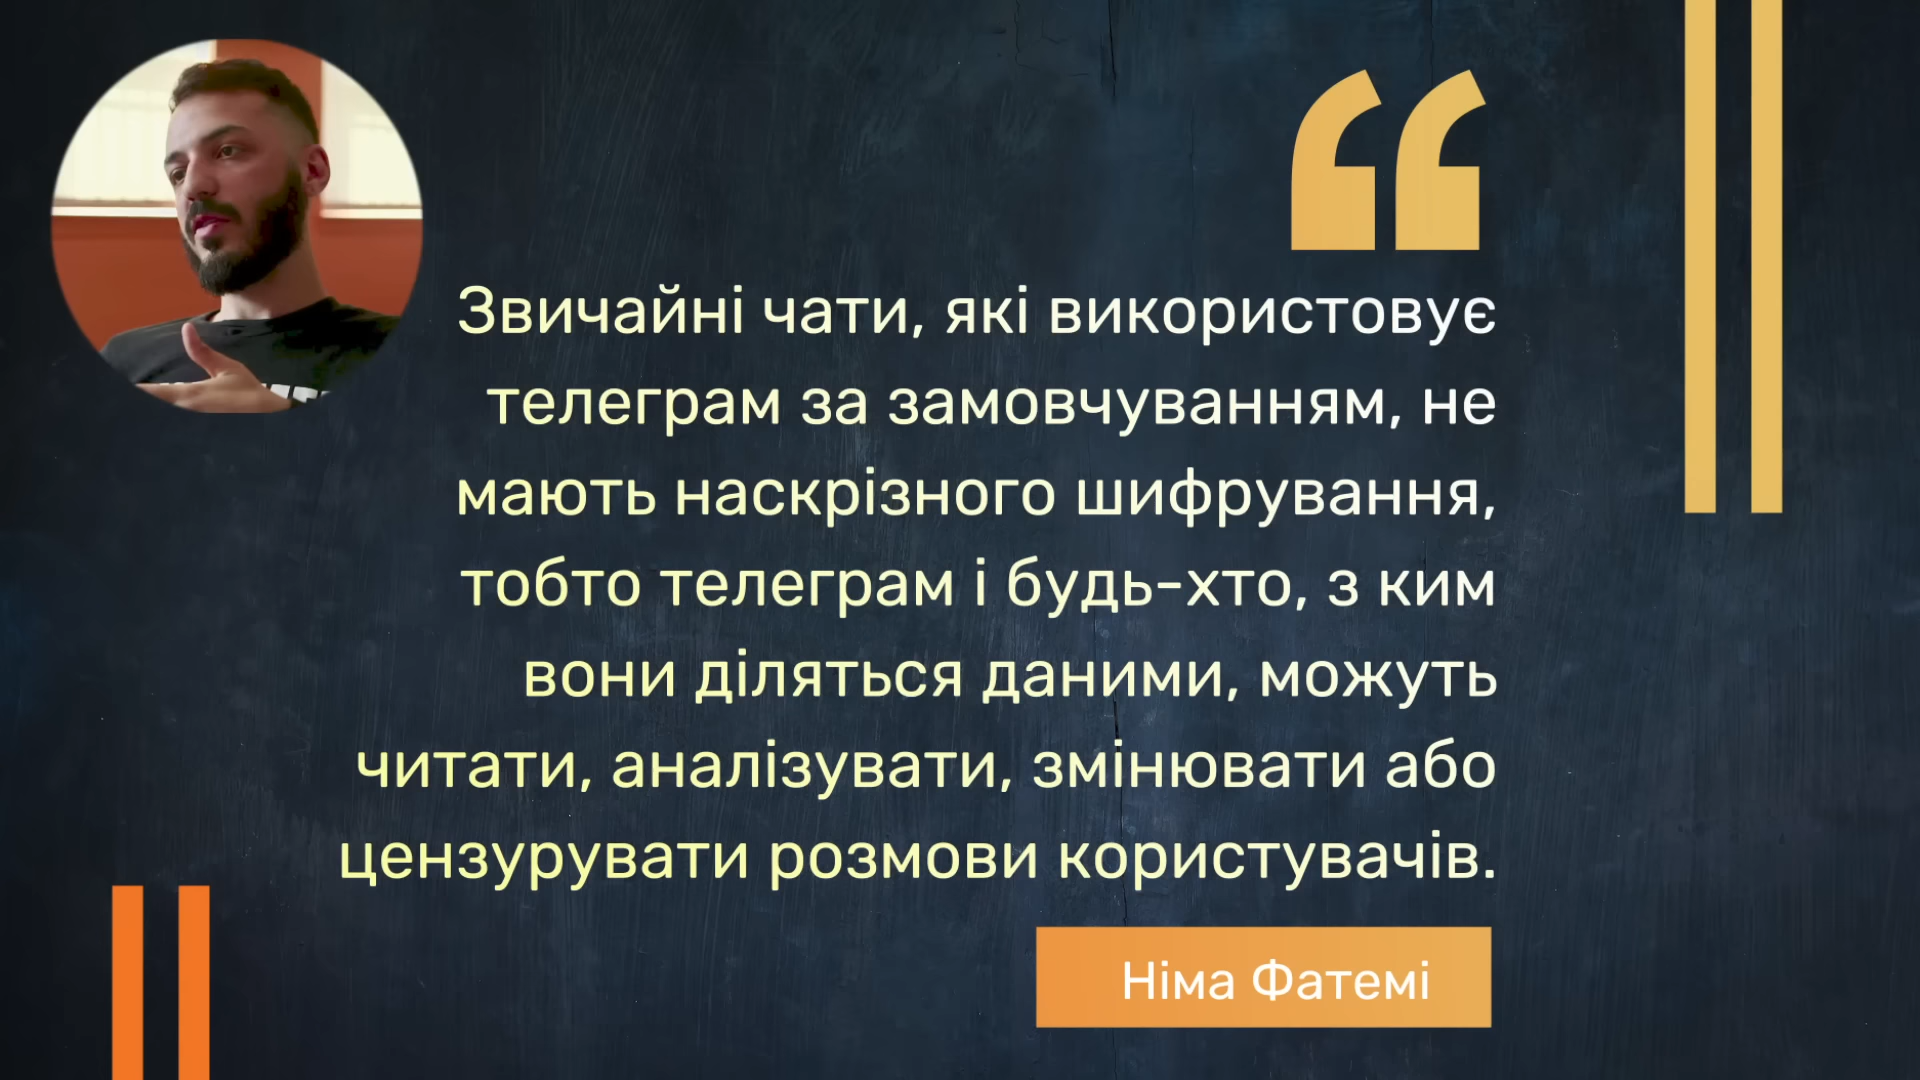 Звичайні чати, які використовує
телеграм за замовчуванням, не
мають наскрізного шифрування,
тобто телеграм і будь-хто, з ким
вони діляться даними, можуть
читати, аналізувати, змінювати або
цензурувати розмови користувачів.
Німа Фатемі